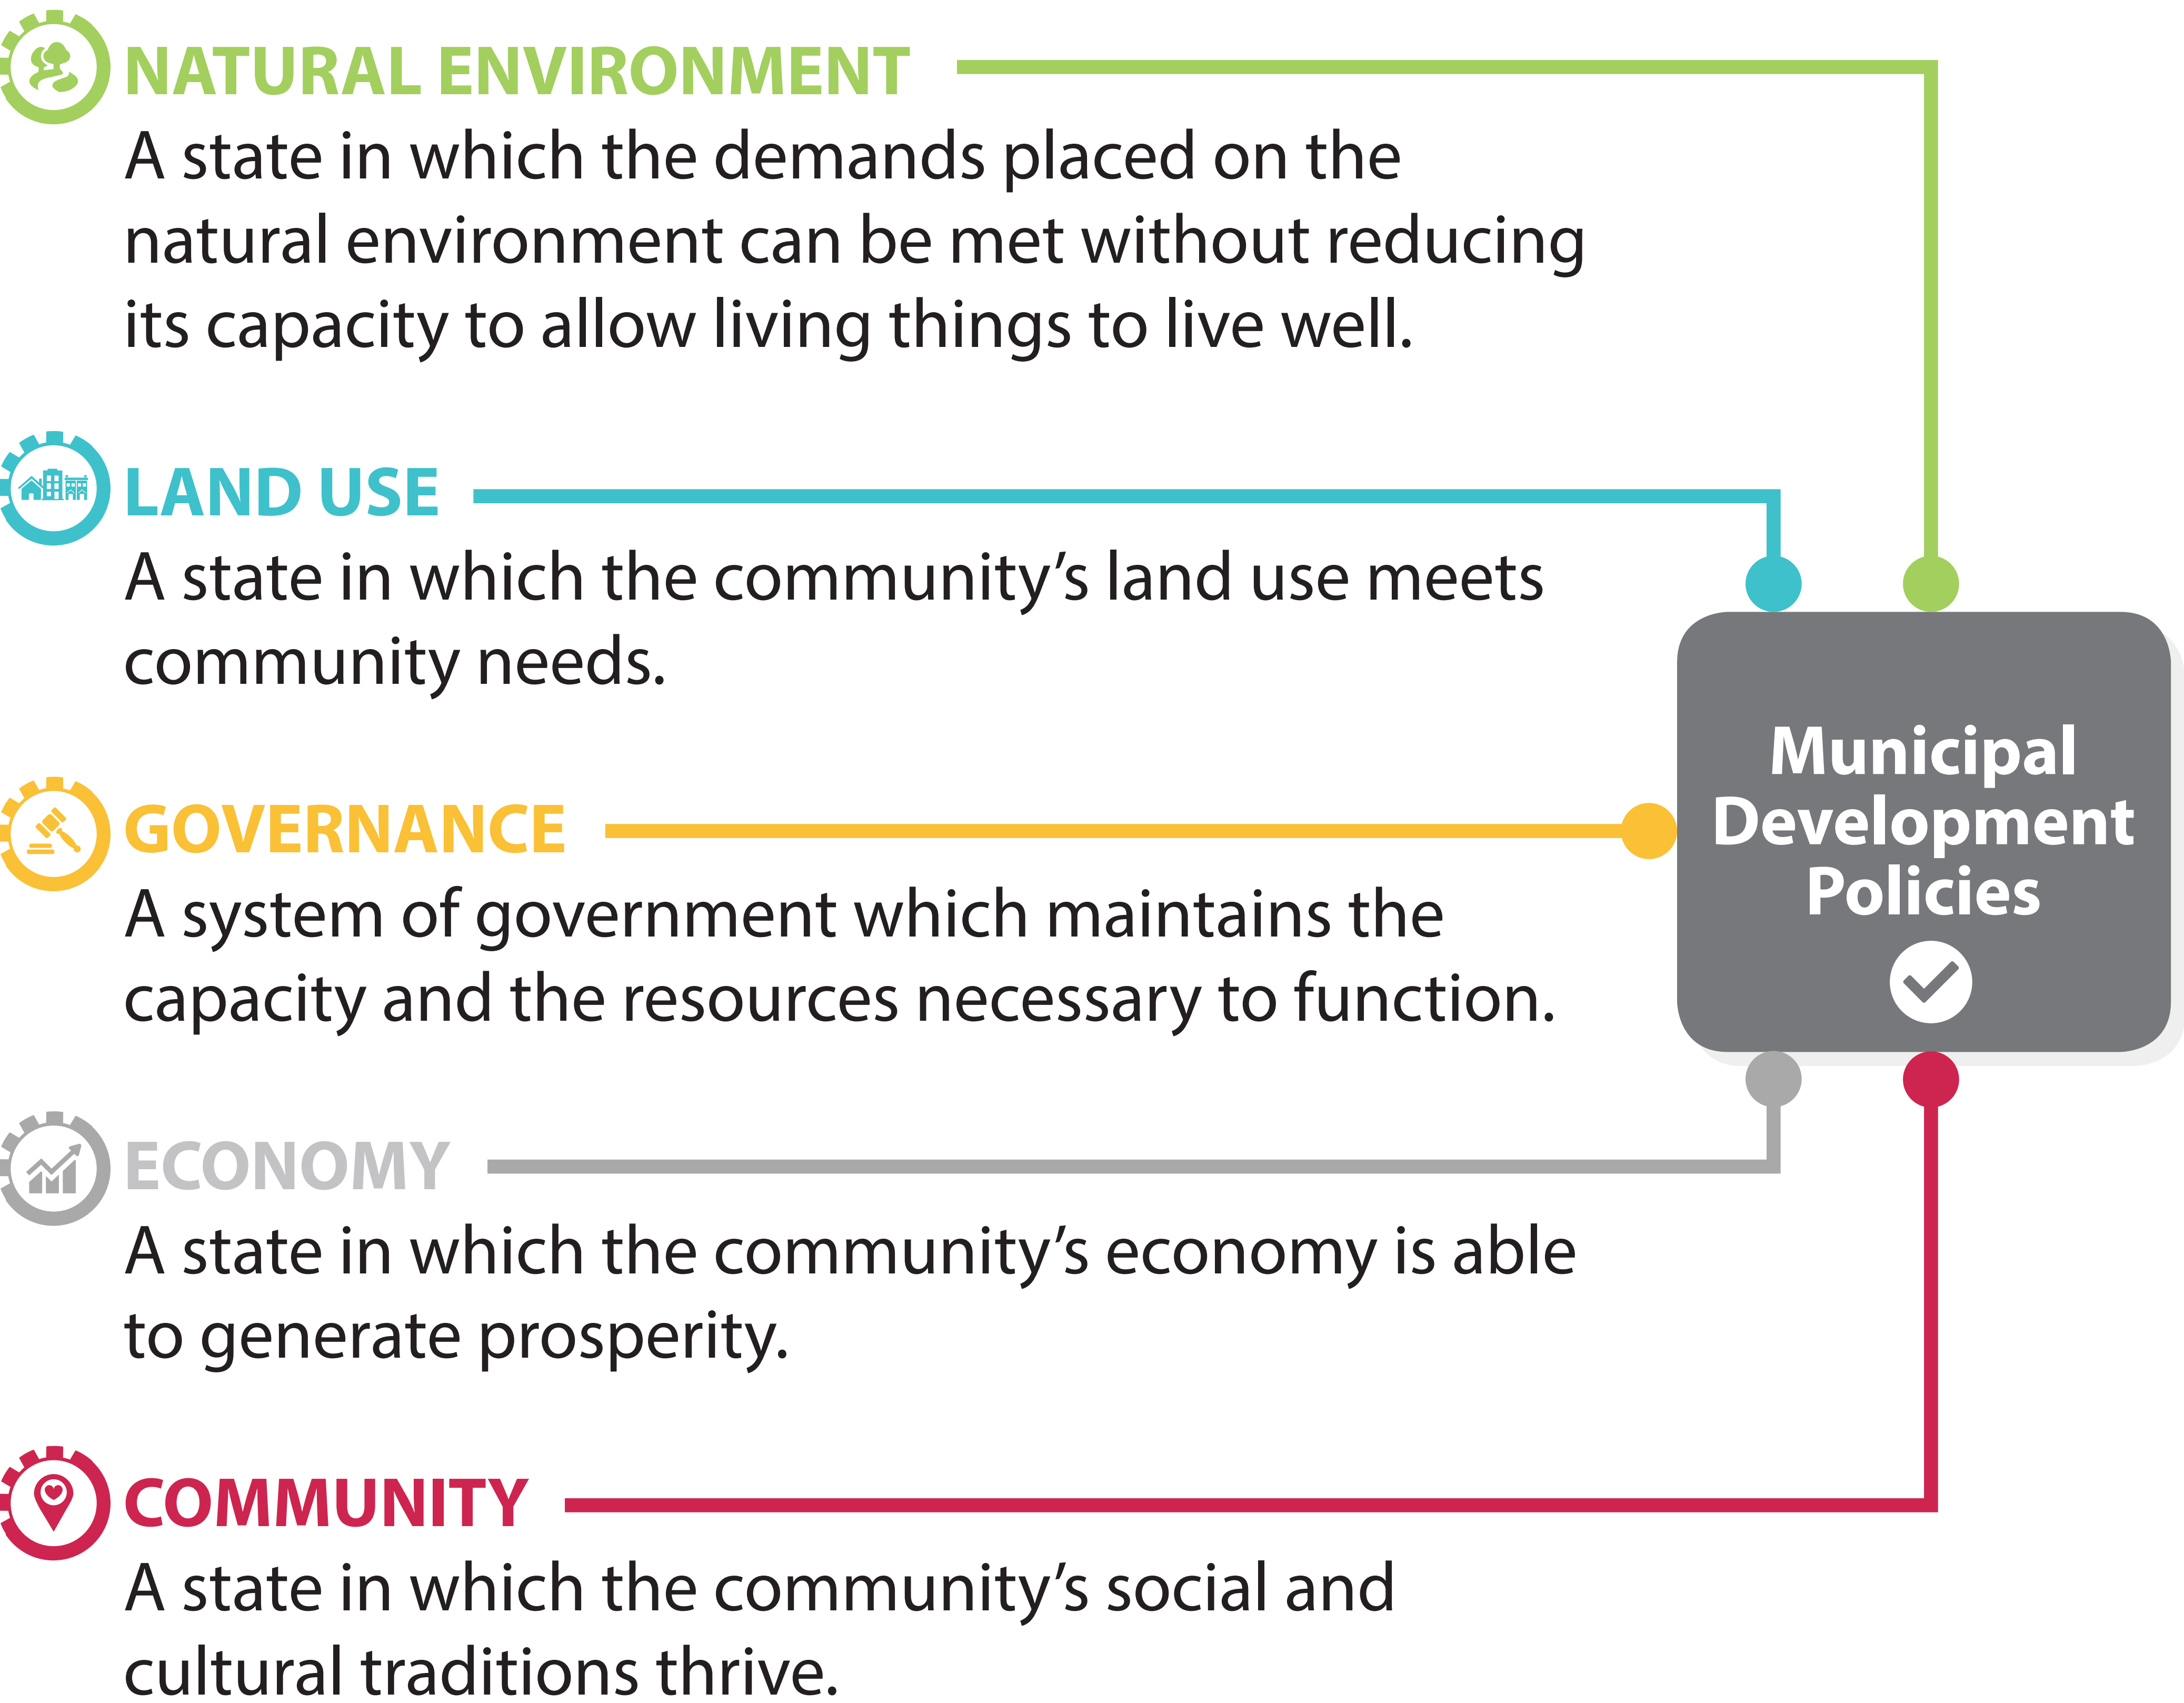 NATURAL ENVIRONMENT
A state in which the demands placed on the
natural environment can be met without reducing
its capacity to allow living things to live well.
LAND USE
A state in which the community’s land use meets
community needs.
GOVERNANCE
A system of government which maintains the
capacity and the resources necessary to function.
ECONOMY
A state in which the community’s economy is able
to generate prosperity.
COMMUNITY
A state in which the community’s social and
cultural traditions thrive.
Municipal
Development
Policies